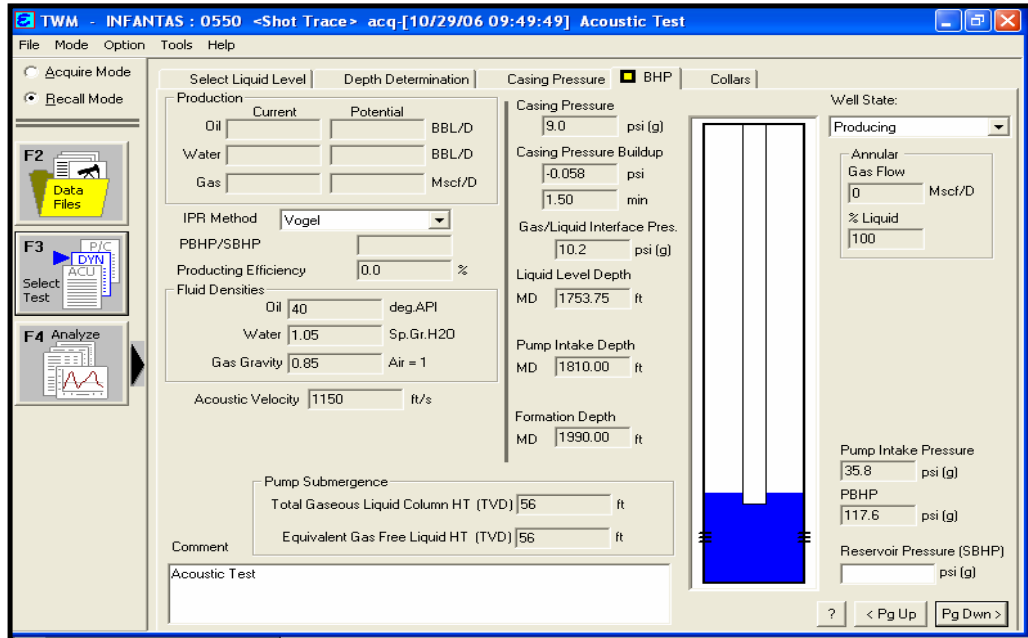 TWM - INFANTAS : 0550 <Shot Trace> acq-[10/29/06 09:49:49] Acoustic Test
File Mode Option Tools Help
Acquire Mode
Recall Mode
F2
Data
Files
F3
P/C
DYN
ACU
Select
Test
F4 Analyze
Select Liquid Level
Depth Determination
Casing Pressure
BHP
Collars
Production
Current Potential
Oil BBL/D
Water BBL/D
Gas Mscf/D
IPR Method Vogel
PBHP/SBHP
Producting Efficiency 0.0 %
Fluid Densities
Oil 40 deg.API
Water 1.05 Sp.Gr.H2O
Gas Gravity 0.85 Air = 1
Acoustic Velocity 1150 ft/s
Casing Pressure
9.0 psi (g)
Casing Pressure Buildup
-0.058 psi
1.50 min
Gas/Liquid Interface Pres.
10.2 psi (g)
Liquid Level Depth
MD 1753.75 ft
Pump Intake Depth
MD 1810.00 ft
Formation Depth
MD 1990.00 ft
Pump Submergence
Total Gaseous Liquid Column HT (TVD) 56 ft
Equivalent Gas Free Liquid HT (TVD) 56 ft
Comment
Acoustic Test
Well State:
Producing
Annular
Gas Flow
0 Mscf/D
% Liquid
100
Pump Intake Pressure
35.8 psi (g)
PBHP
117.6 psi (g)
Reservoir Pressure (SBHP)
psi (g)
? < Pg Up Pg Dwn >